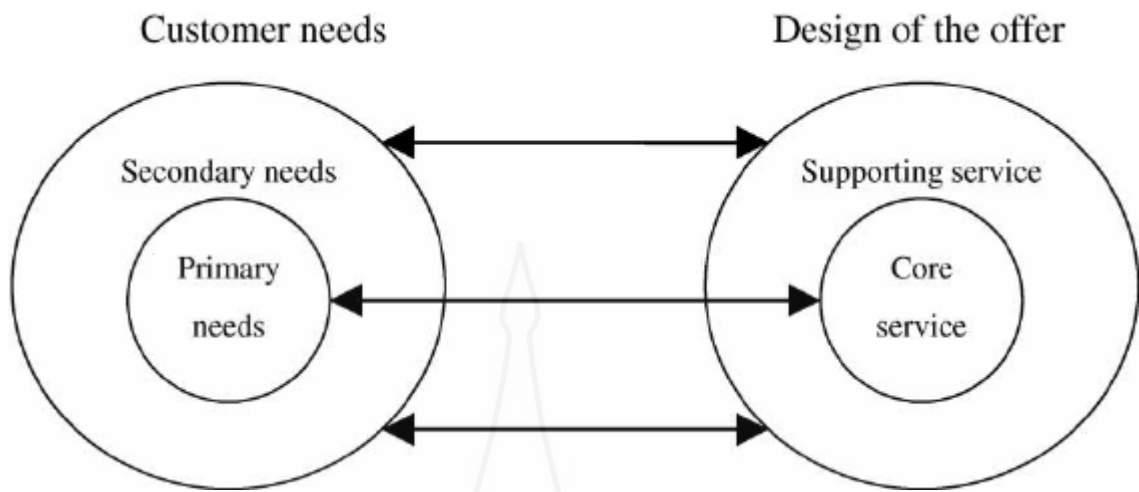 Customer needs
Design of the offer
Secondary needs
Supporting service
Primary
needs
Core
service